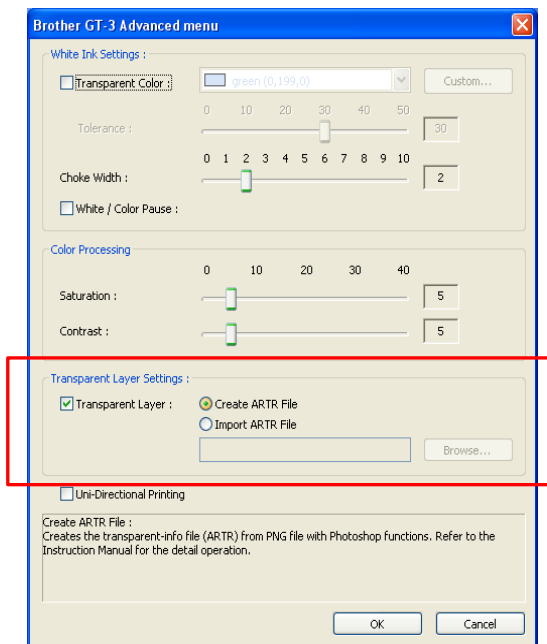 Brother GT-3 Advanced menu
White Ink Settings :
Transparent Color : green (0,199,0) Custom...
0 10 20 30 40 50
Tolerance : 30
0 1 2 3 4 5 6 7 8 9 10
Choke Width : 2
White / Color Pause :
Color Processing
0 10 20 30 40
Saturation : 5
Contrast : 5
Transparent Layer Settings :
Transparent Layer : Create ARTR File
Import ARTR File
Browse...
Uni-Directional Printing
Create ARTR File :
Creates the transparent-info file (ARTR) from PNG file with Photoshop functions. Refer to the
Instruction Manual for the detail operation.
OK Cancel